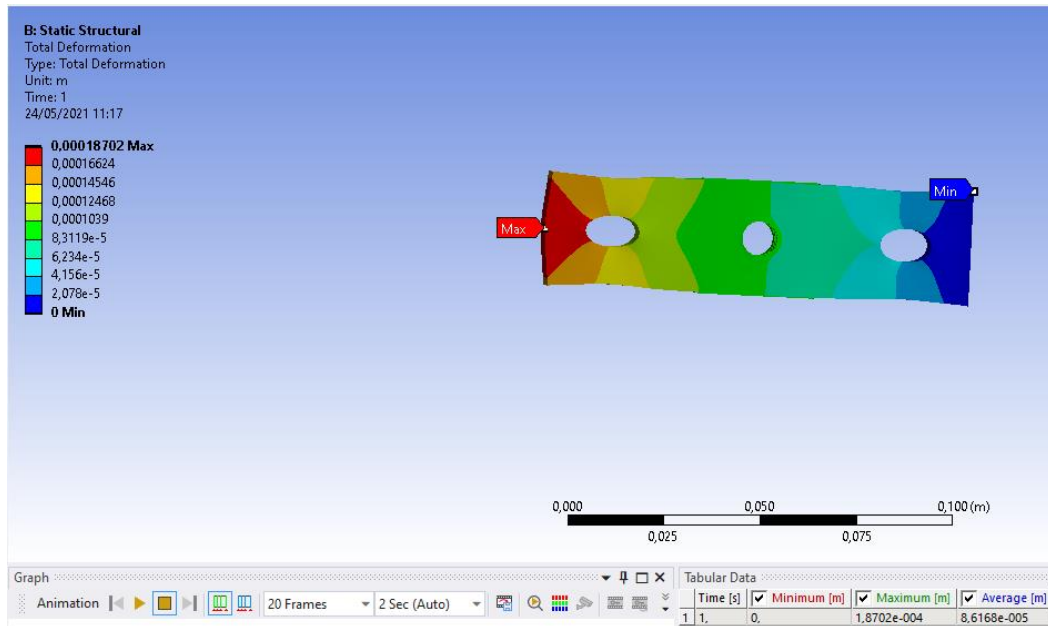 B: Static Structural
Total Deformation
Type: Total Deformation
Unit: m
Time: 1
24/05/2021 11:17
0,00018702 Max
0,00016624
0,00014546
0,00012468
0,0001039
8,3119e-5
6,234e-5
4,156e-5
2,078e-5
0 Min
Max
Min
0,000 0,050 0,100 (m)
0,025 0,075
Graph
Animation 20 Frames 2 Sec (Auto)
Tabular Data
Time [s] Minimum [m] Maximum [m] Average [m]
1 1, 0, 1,8702e-004 8,6168e-005